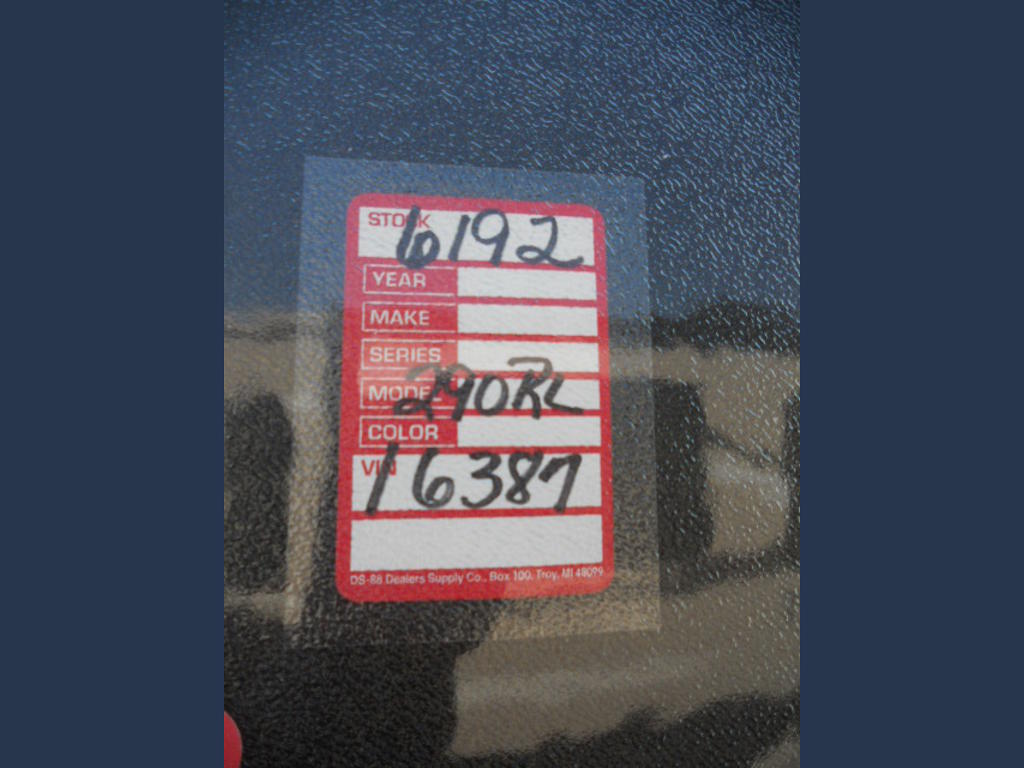 STOCK 6192
YEAR
MAKE
SERIES
MODEL 290RL
COLOR
VIN 16387
DS-88 Dealers Supply Co., Box 100, Troy, MI 48099